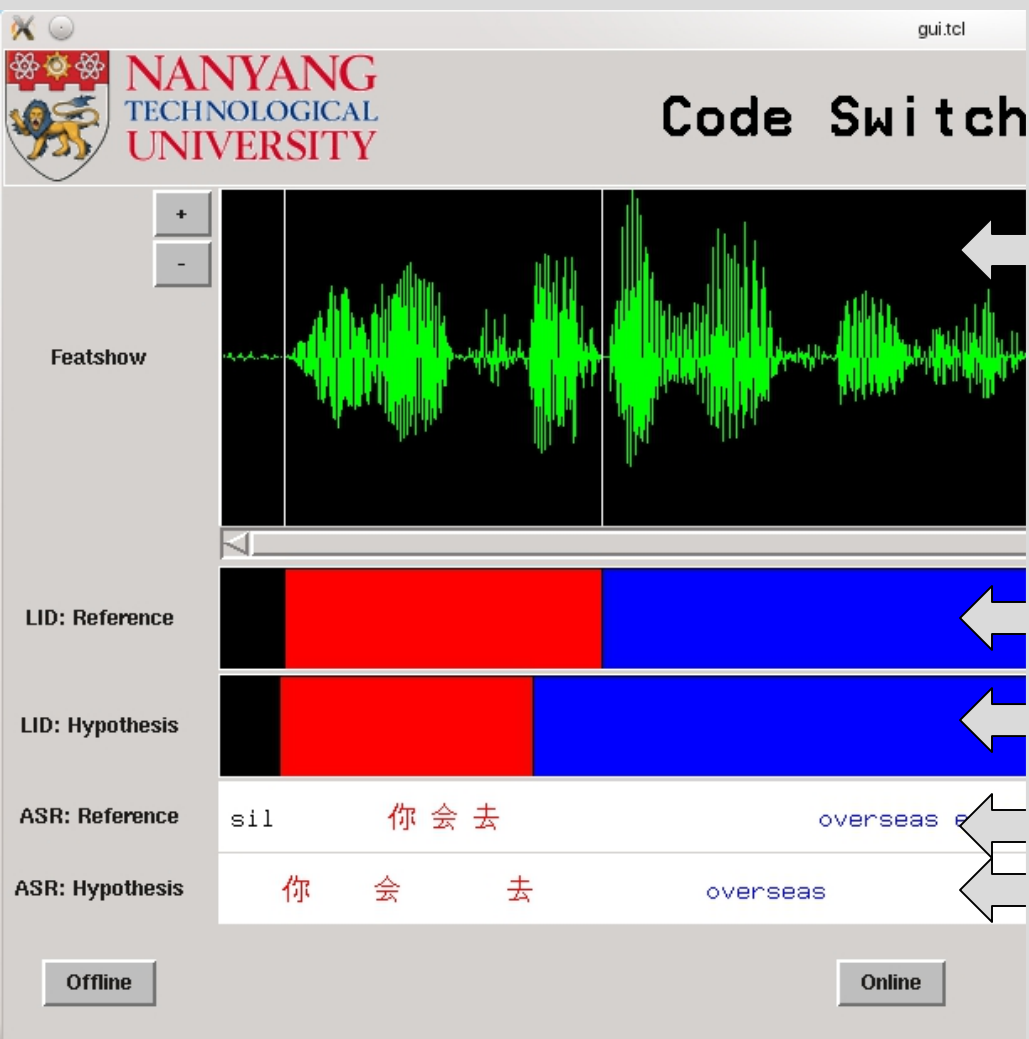 gui.tcl
NANYANG
TECHNOLOGICAL
UNIVERSITY
Code Switch
+
-
Featshow
LID: Reference
LID: Hypothesis
ASR: Reference
sil 你 会 去 overseas
ASR: Hypothesis
你 会 去 overseas
Offline
Online